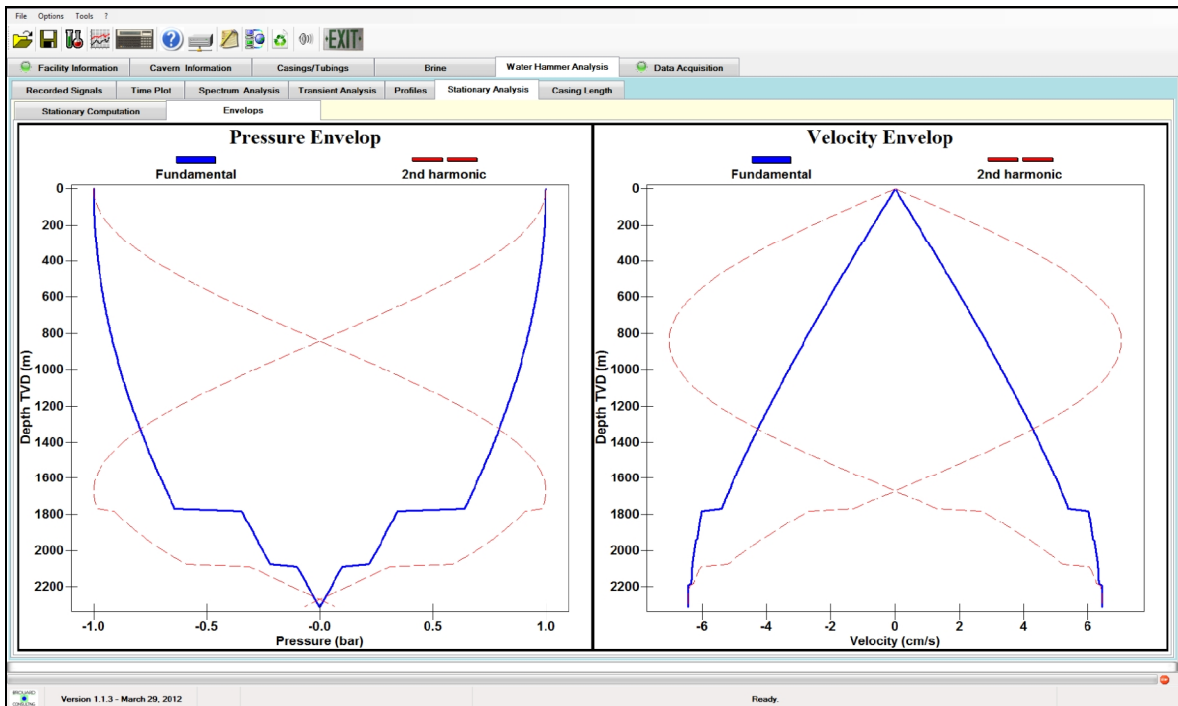 File Options Tools ?
EXIT
Facility Information Cavern Information Casings/Tubings Brine Water Hammer Analysis Data Acquisition
Recorded Signals Time Plot Spectrum Analysis Transient Analysis Profiles Stationary Analysis Casing Length
Stationary Computation Envelops
Pressure Envelop
Fundamental 2nd harmonic
0
200
400
600
800
1000
1200
1400
1600
1800
2000
2200
Depth TVD (m)
-1.0 -0.5 -0.0 0.5 1.0
Pressure (bar)
Velocity Envelop
Fundamental 2nd harmonic
0
200
400
600
800
1000
1200
1400
1600
1800
2000
2200
Depth TVD (m)
-6 -4 -2 0 2 4 6
Velocity (cm/s)
BROUARD
CONSULTING
Version 1.1.3 - March 29, 2012 Ready.